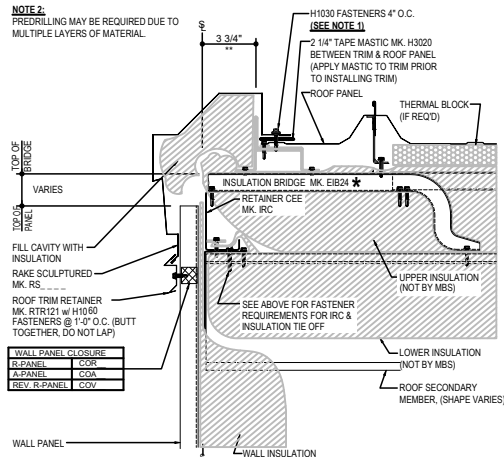 NOTE 2:
PREDRILLING MAY BE REQUIRED DUE TO
MULTIPLE LAYERS OF MATERIAL.
3 3/4"
**
H1030 FASTENERS 4" O.C.
(SEE NOTE 1)
2 1/4" TAPE MASTIC MK. H3020
BETWEEN TRIM & ROOF PANEL
(APPLY MASTIC TO TRIM PRIOR
TO INSTALLING TRIM)
ROOF PANEL
THERMAL BLOCK
(IF REQ'D)
TOP OF
BRIDGE
VARIES
TOP OF
PANEL
INSULATION BRIDGE MK. EIB24 *
RETAINER CEE
MK. IRC
FILL CAVITY WITH
INSULATION
RAKE SCULPTURED
MK. RS_ _ _ _
ROOF TRIM RETAINER
MK. RTR121 w/ H1060
FASTENERS @ 1'-0" O.C. (BUTT
TOGETHER, DO NOT LAP)
UPPER INSULATION
(NOT BY MBS)
SEE ABOVE FOR FASTENER
REQUIREMENTS FOR IRC &
INSULATION TIE OFF
WALL PANEL CLOSURE
R-PANEL COR
A-PANEL COA
REV. R-PANEL COV
LOWER INSULATION
(NOT BY MBS)
ROOF SECONDARY
MEMBER, (SHAPE VARIES)
WALL PANEL
WALL INSULATION